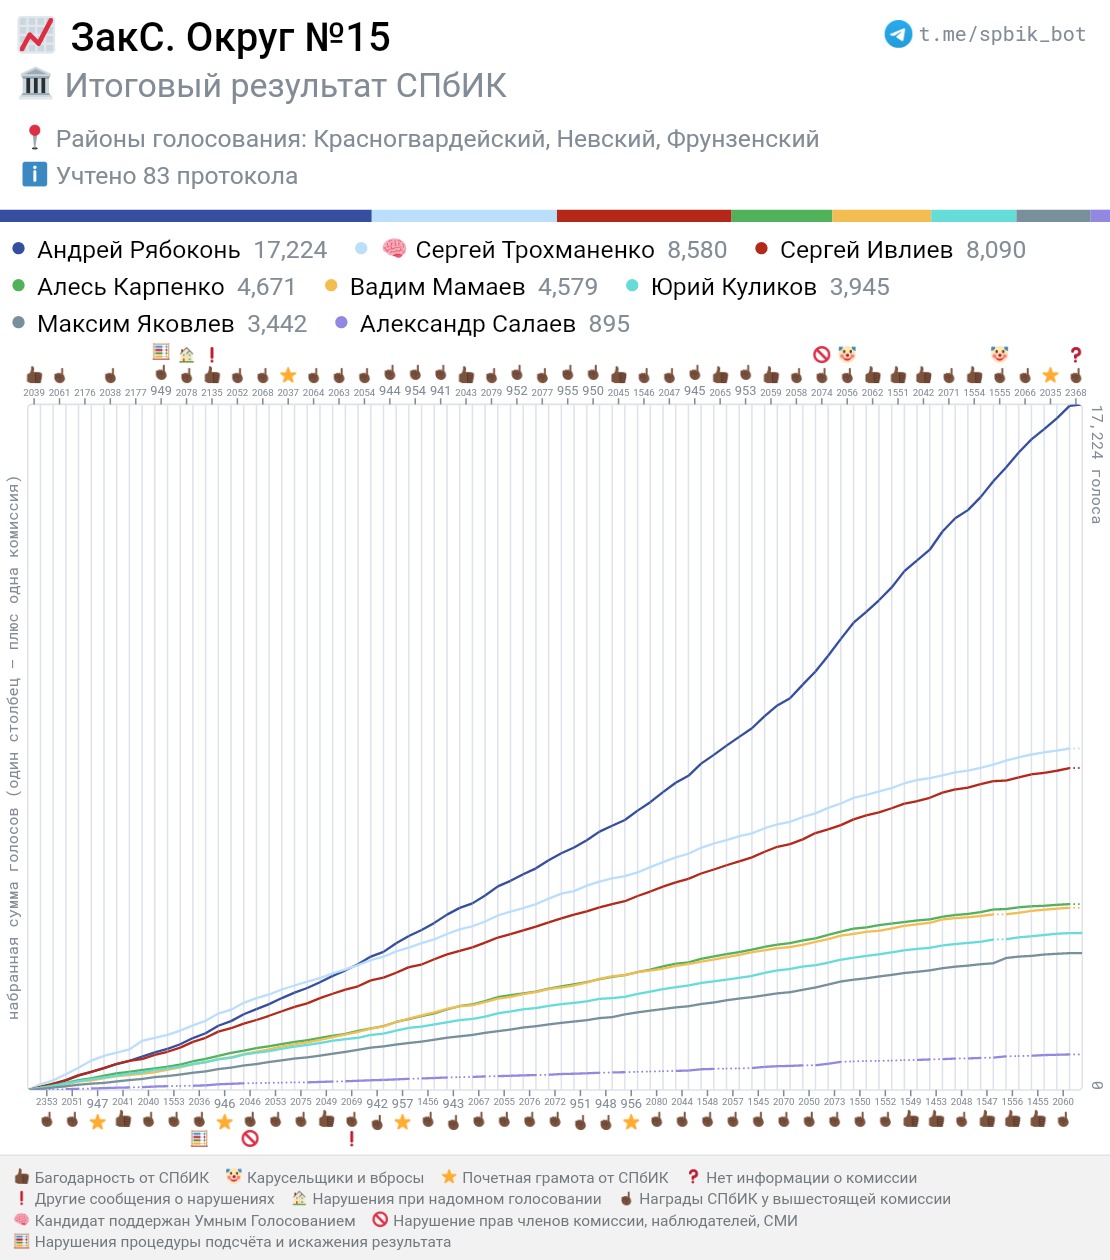 ЗакС. Округ №15
t.me/spbik_bot
Итоговый результат СПбИК
Районы голосования: Красногвардейский, Невский, Фрунзенский
Учтено 83 протокола
Андрей Рябоконь 17,224 Сергей Трохманенко 8,580 Сергей Ивлиев 8,090
Алесь Карпенко 4,671 Вадим Мамаев 4,579 Юрий Куликов 3,945
Максим Яковлев 3,442 Александр Салаев 895
2039 2061 2176 2038 2177 949 2078 2135 2052 2068 2037 2064 2063 2054 944 954 941 2043 2079 952 2077 955 950 2045 1546 2047 945 2065 953 2059 2058 2074 2056 2062 1551 2042 2071 1554 1555 2066 2035 2368
17,224 голоса
набранная сумма голосов (один столбец — плюс одна комиссия)
0
2353 2051 947 2041 2040 1553 2036 946 2046 2053 2075 2049 2069 942 957 1456 943 2067 2055 2076 2072 951 948 956 2080 2044 1548 2057 1545 2070 2050 2073 1550 1552 1549 1453 2048 1547 1556 1455 2060
Багодарность от СПбИК Карусельщики и вбросы Почетная грамота от СПбИК Нет информации о комиссии
Другие сообщения о нарушениях Нарушения при надомном голосовании Награды СПбИК у вышестоящей комиссии
Кандидат поддержан Умным Голосованием Нарушение прав членов комиссии, наблюдателей, СМИ
Нарушения процедуры подсчёта и искажения результата